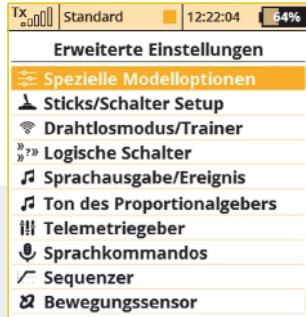 Tx Standard 12:22:04 64%
Erweiterte Einstellungen
Spezielle Modelloptionen
Sticks/Schalter Setup
Drahtlosmodus/Trainer
Logische Schalter
Sprachausgabe/Ereignis
Ton des Proportionalgebers
Telemetriegeber
Sprachkommandos
Sequenzer
Bewegungssensor